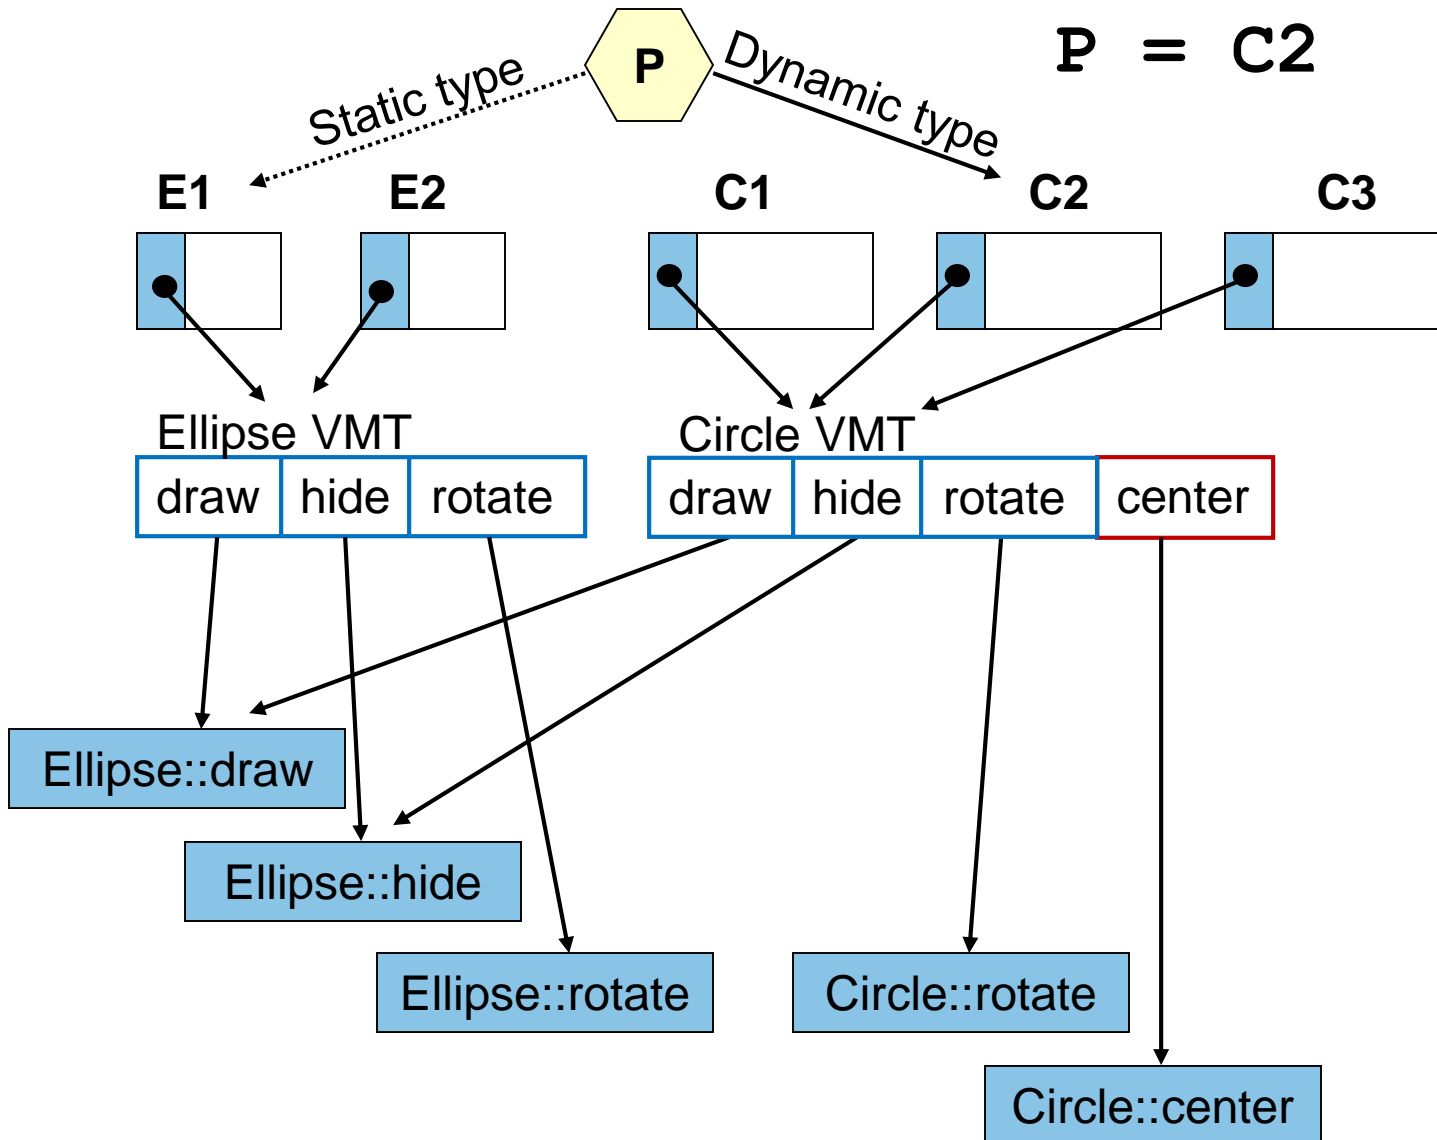 P
P = C2
Static type
Dynamic type
E1
E2
C1
C2
C3
Ellipse VMT
Circle VMT
draw hide rotate
draw hide rotate center
Ellipse::draw
Ellipse::hide
Ellipse::rotate
Circle::rotate
Circle::center